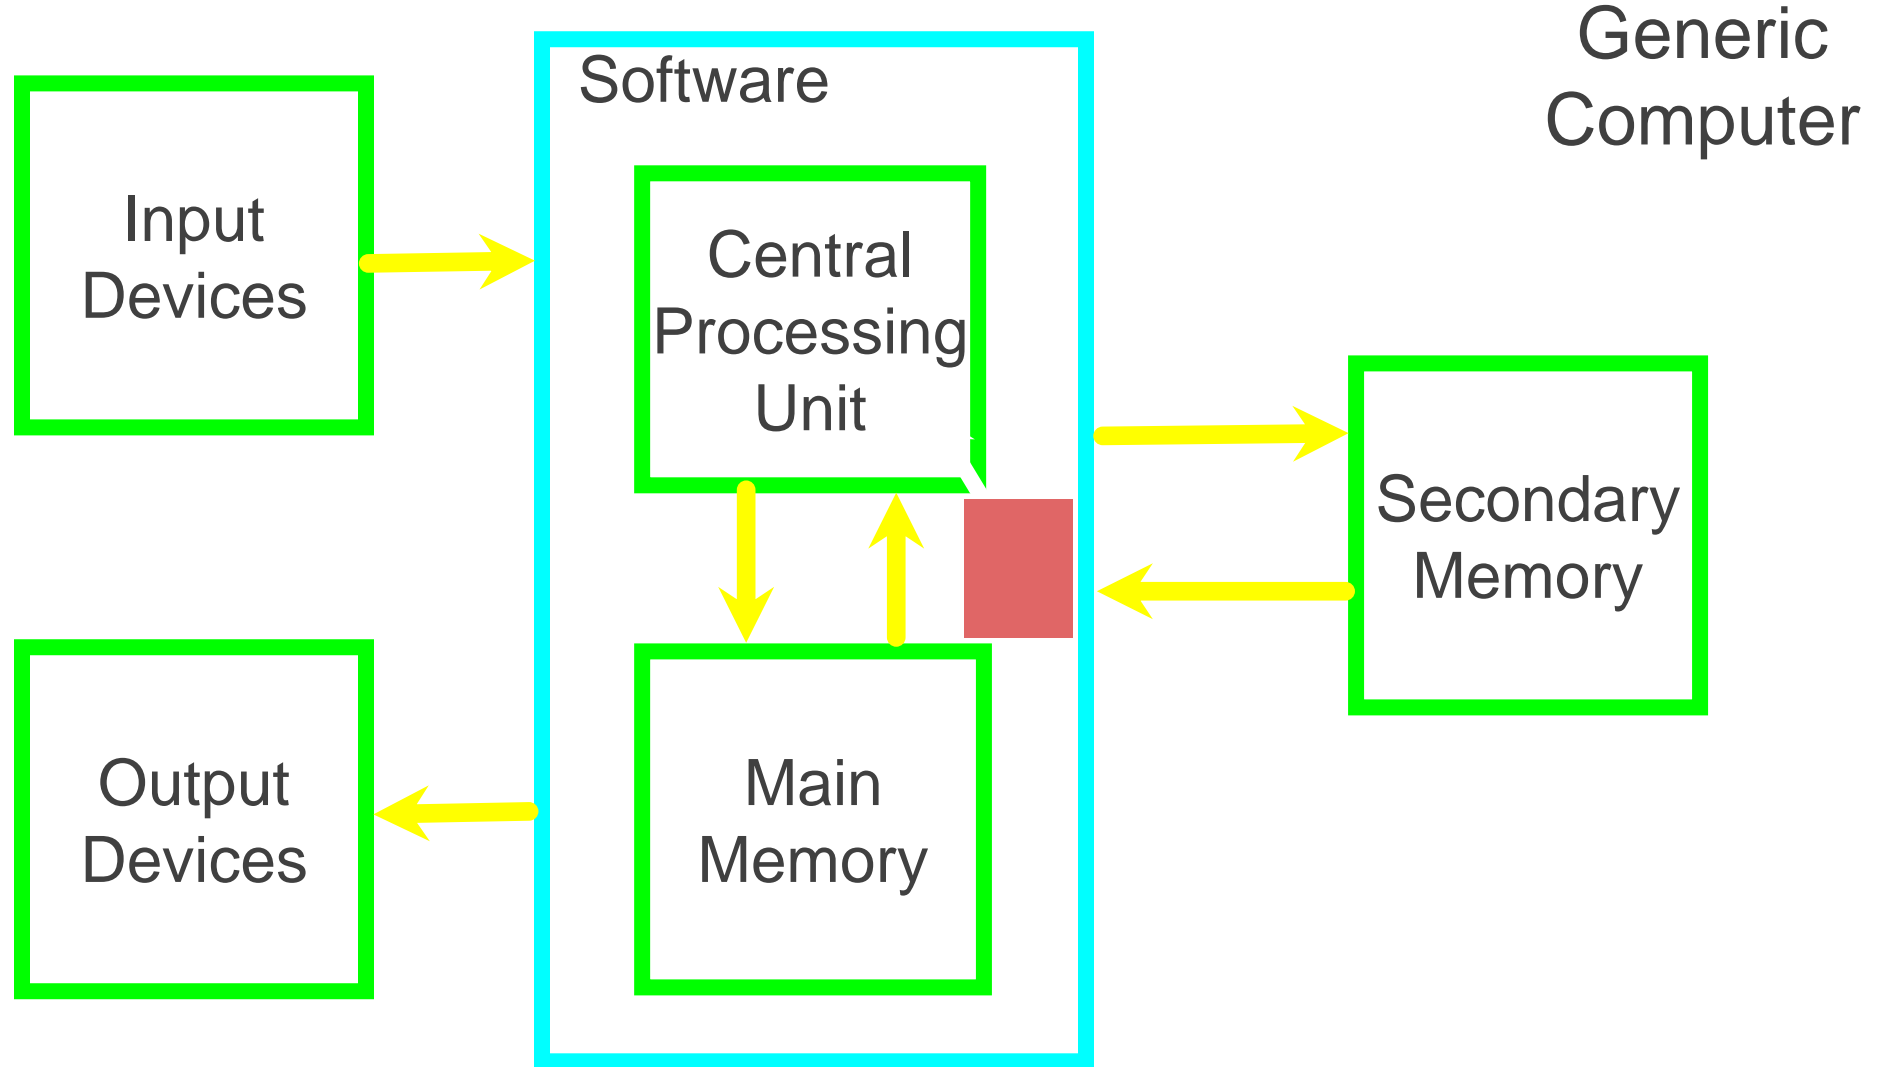 Generic
Computer
Software
Input
Devices
Central
Processing
Unit
Secondary
Memory
Output
Devices
Main
Memory